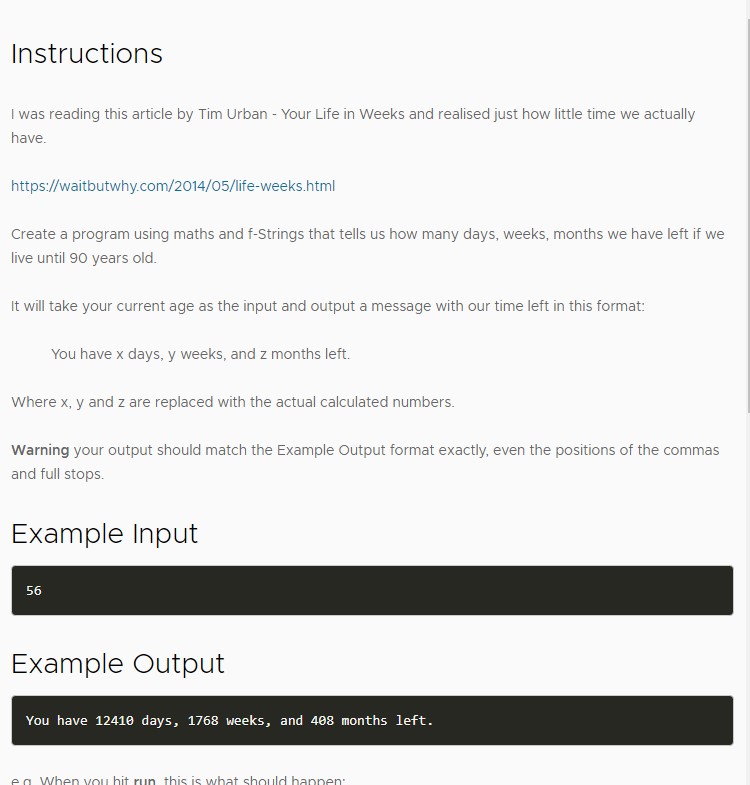 Instructions
I was reading this article by Tim Urban - Your Life in Weeks and realised just how little time we actually
have.
https://waitbutwhy.com/2014/05/life-weeks.html
Create a program using maths and f-Strings that tells us how many days, weeks, months we have left if we
live until 90 years old.
It will take your current age as the input and output a message with our time left in this format:
You have x days, y weeks, and z months left.
Where x, y and z are replaced with the actual calculated numbers.
Warning your output should match the Example Output format exactly, even the positions of the commas
and full stops.
Example Input
56
Example Output
You have 12410 days, 1768 weeks, and 408 months left.
e.g. When you hit run, this is what should happen: